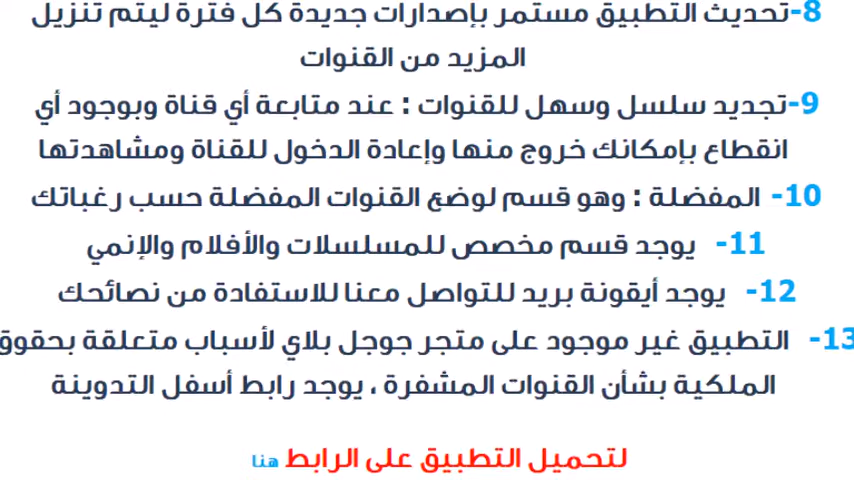 8-تحديث التطبيق مستمر بإصدارات جديدة كل فترة ليتم تنزيل
المزيد من القنوات
9-تجديد سلسل وسهل للقنوات : عند متابعة أي قناة وبوجود أي
انقطاع بإمكانك خروج منها وإعادة الدخول للقناة ومشاهدتها
10- المفضلة : وهو قسم لوضع القنوات المفضلة حسب رغباتك
11- يوجد قسم مخصص للمسلسلات والأفلام والإنمي
12- يوجد أيقونة بريد للتواصل معنا للاستفادة من نصائحك
13- التطبيق غير موجود على متجر جوجل بلاي لأسباب متعلقة بحقوق
الملكية بشأن القنوات المشفرة ، يوجد رابط أسفل التدوينة
لتحميل التطبيق على الرابط هنا